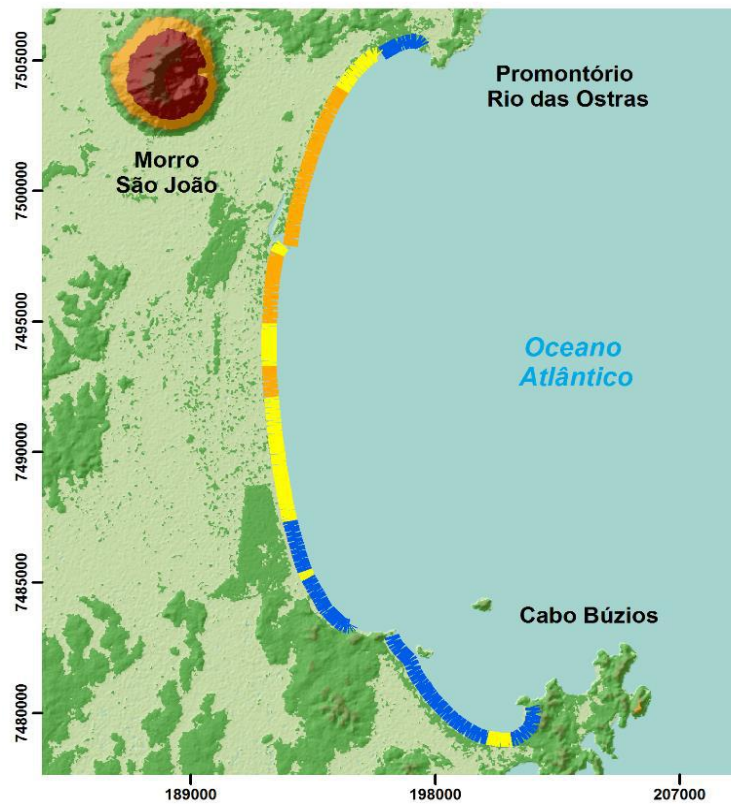 7505000
Promontório
Rio das Ostras
Morro
São João
7500000
7495000
Oceano
Atlântico
7490000
7485000
Cabo Búzios
7480000
189000
198000
207000